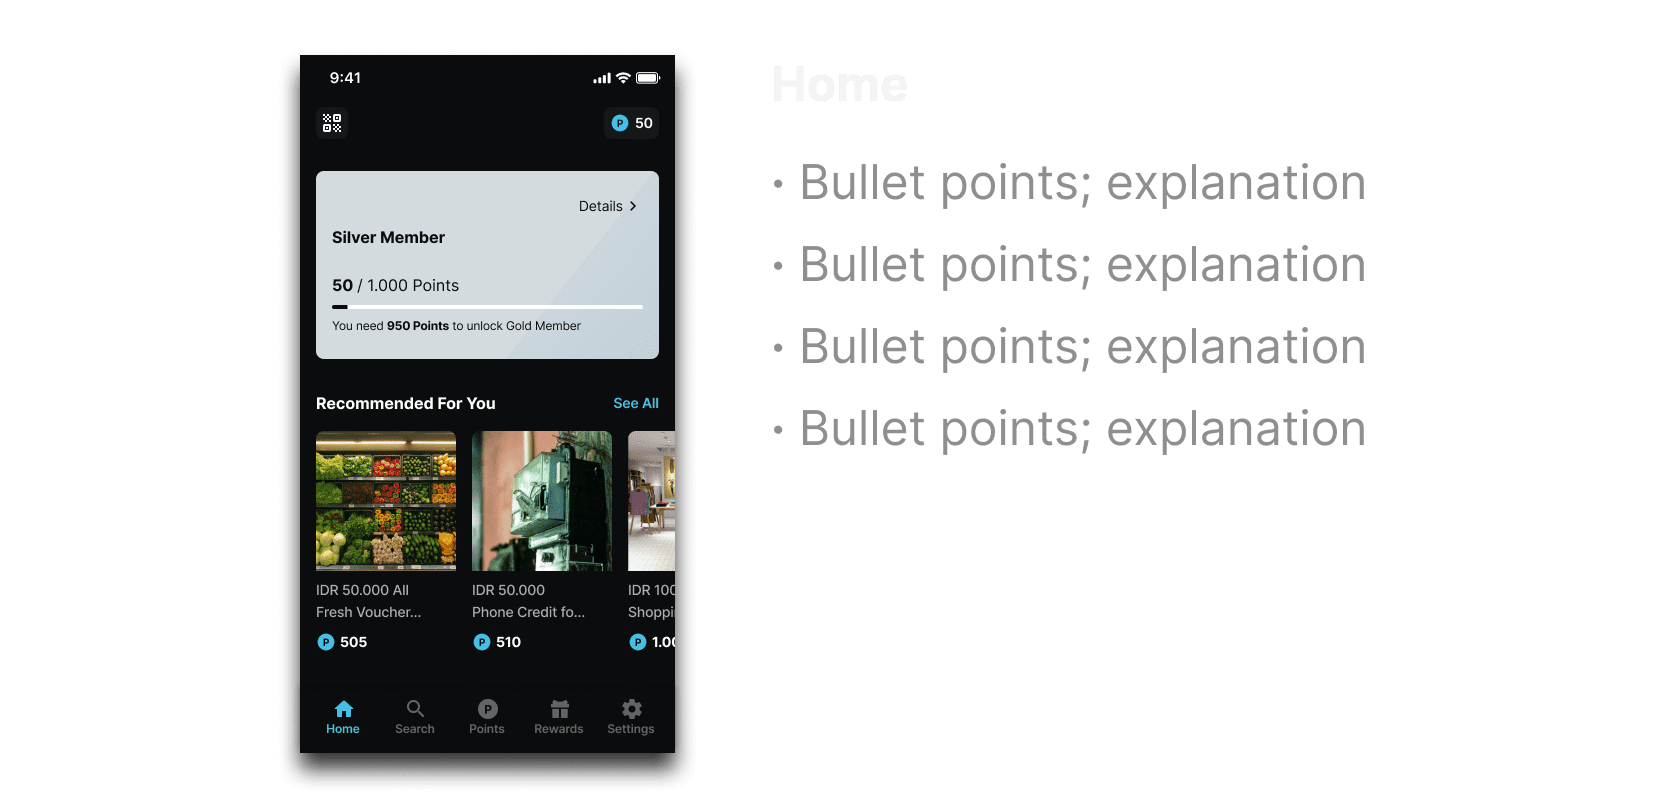 9:41
P 50
Details
Silver Member
50 / 1.000 Points
You need 950 Points to unlock Gold Member
Recommended For You
See All
IDR 50.000 All
Fresh Voucher...
P 505
IDR 50.000
Phone Credit fo...
P 510
IDR 100
Shoppi
P 1.00
Home
Search
P
Points
Rewards
Settings
Home
• Bullet points; explanation
• Bullet points; explanation
• Bullet points; explanation
• Bullet points; explanation